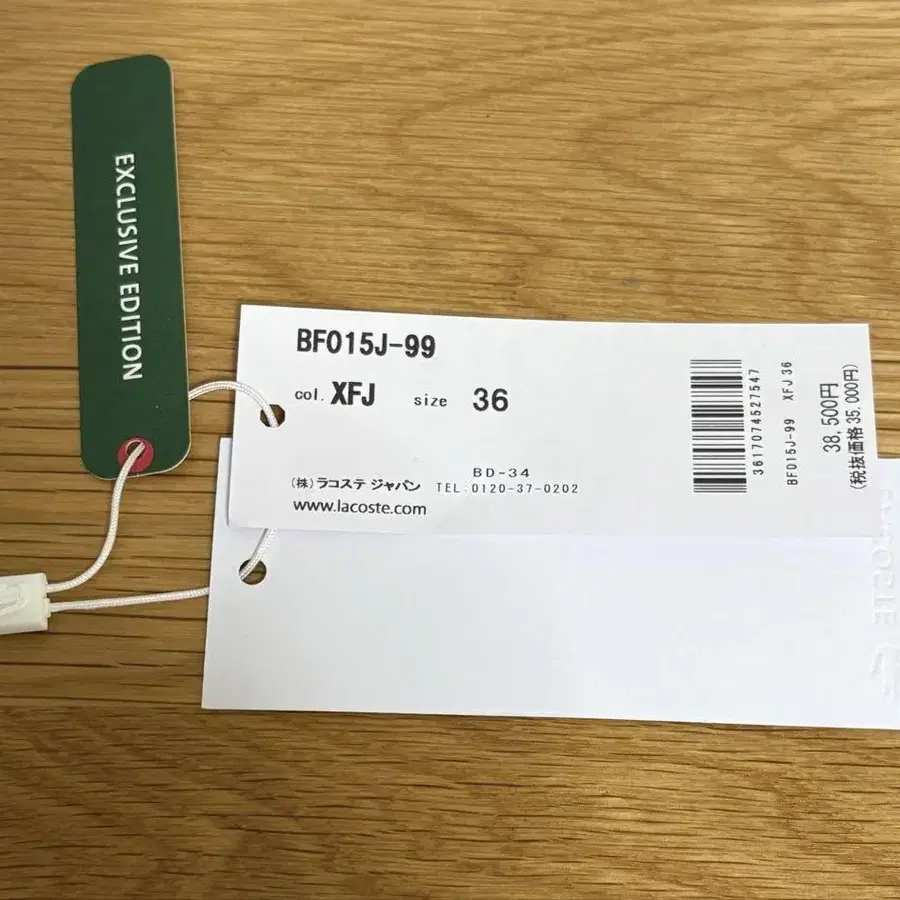 EXCLUSIVE EDITION
BF015J-99
col. XFJ size 36
BD-34
(株)ラコステ ジャパン TEL:0120-37-0202
www.lacoste.com
3617074527547
BF015J-99 XFJ 36
38,500円
(税抜価格 35,000円)